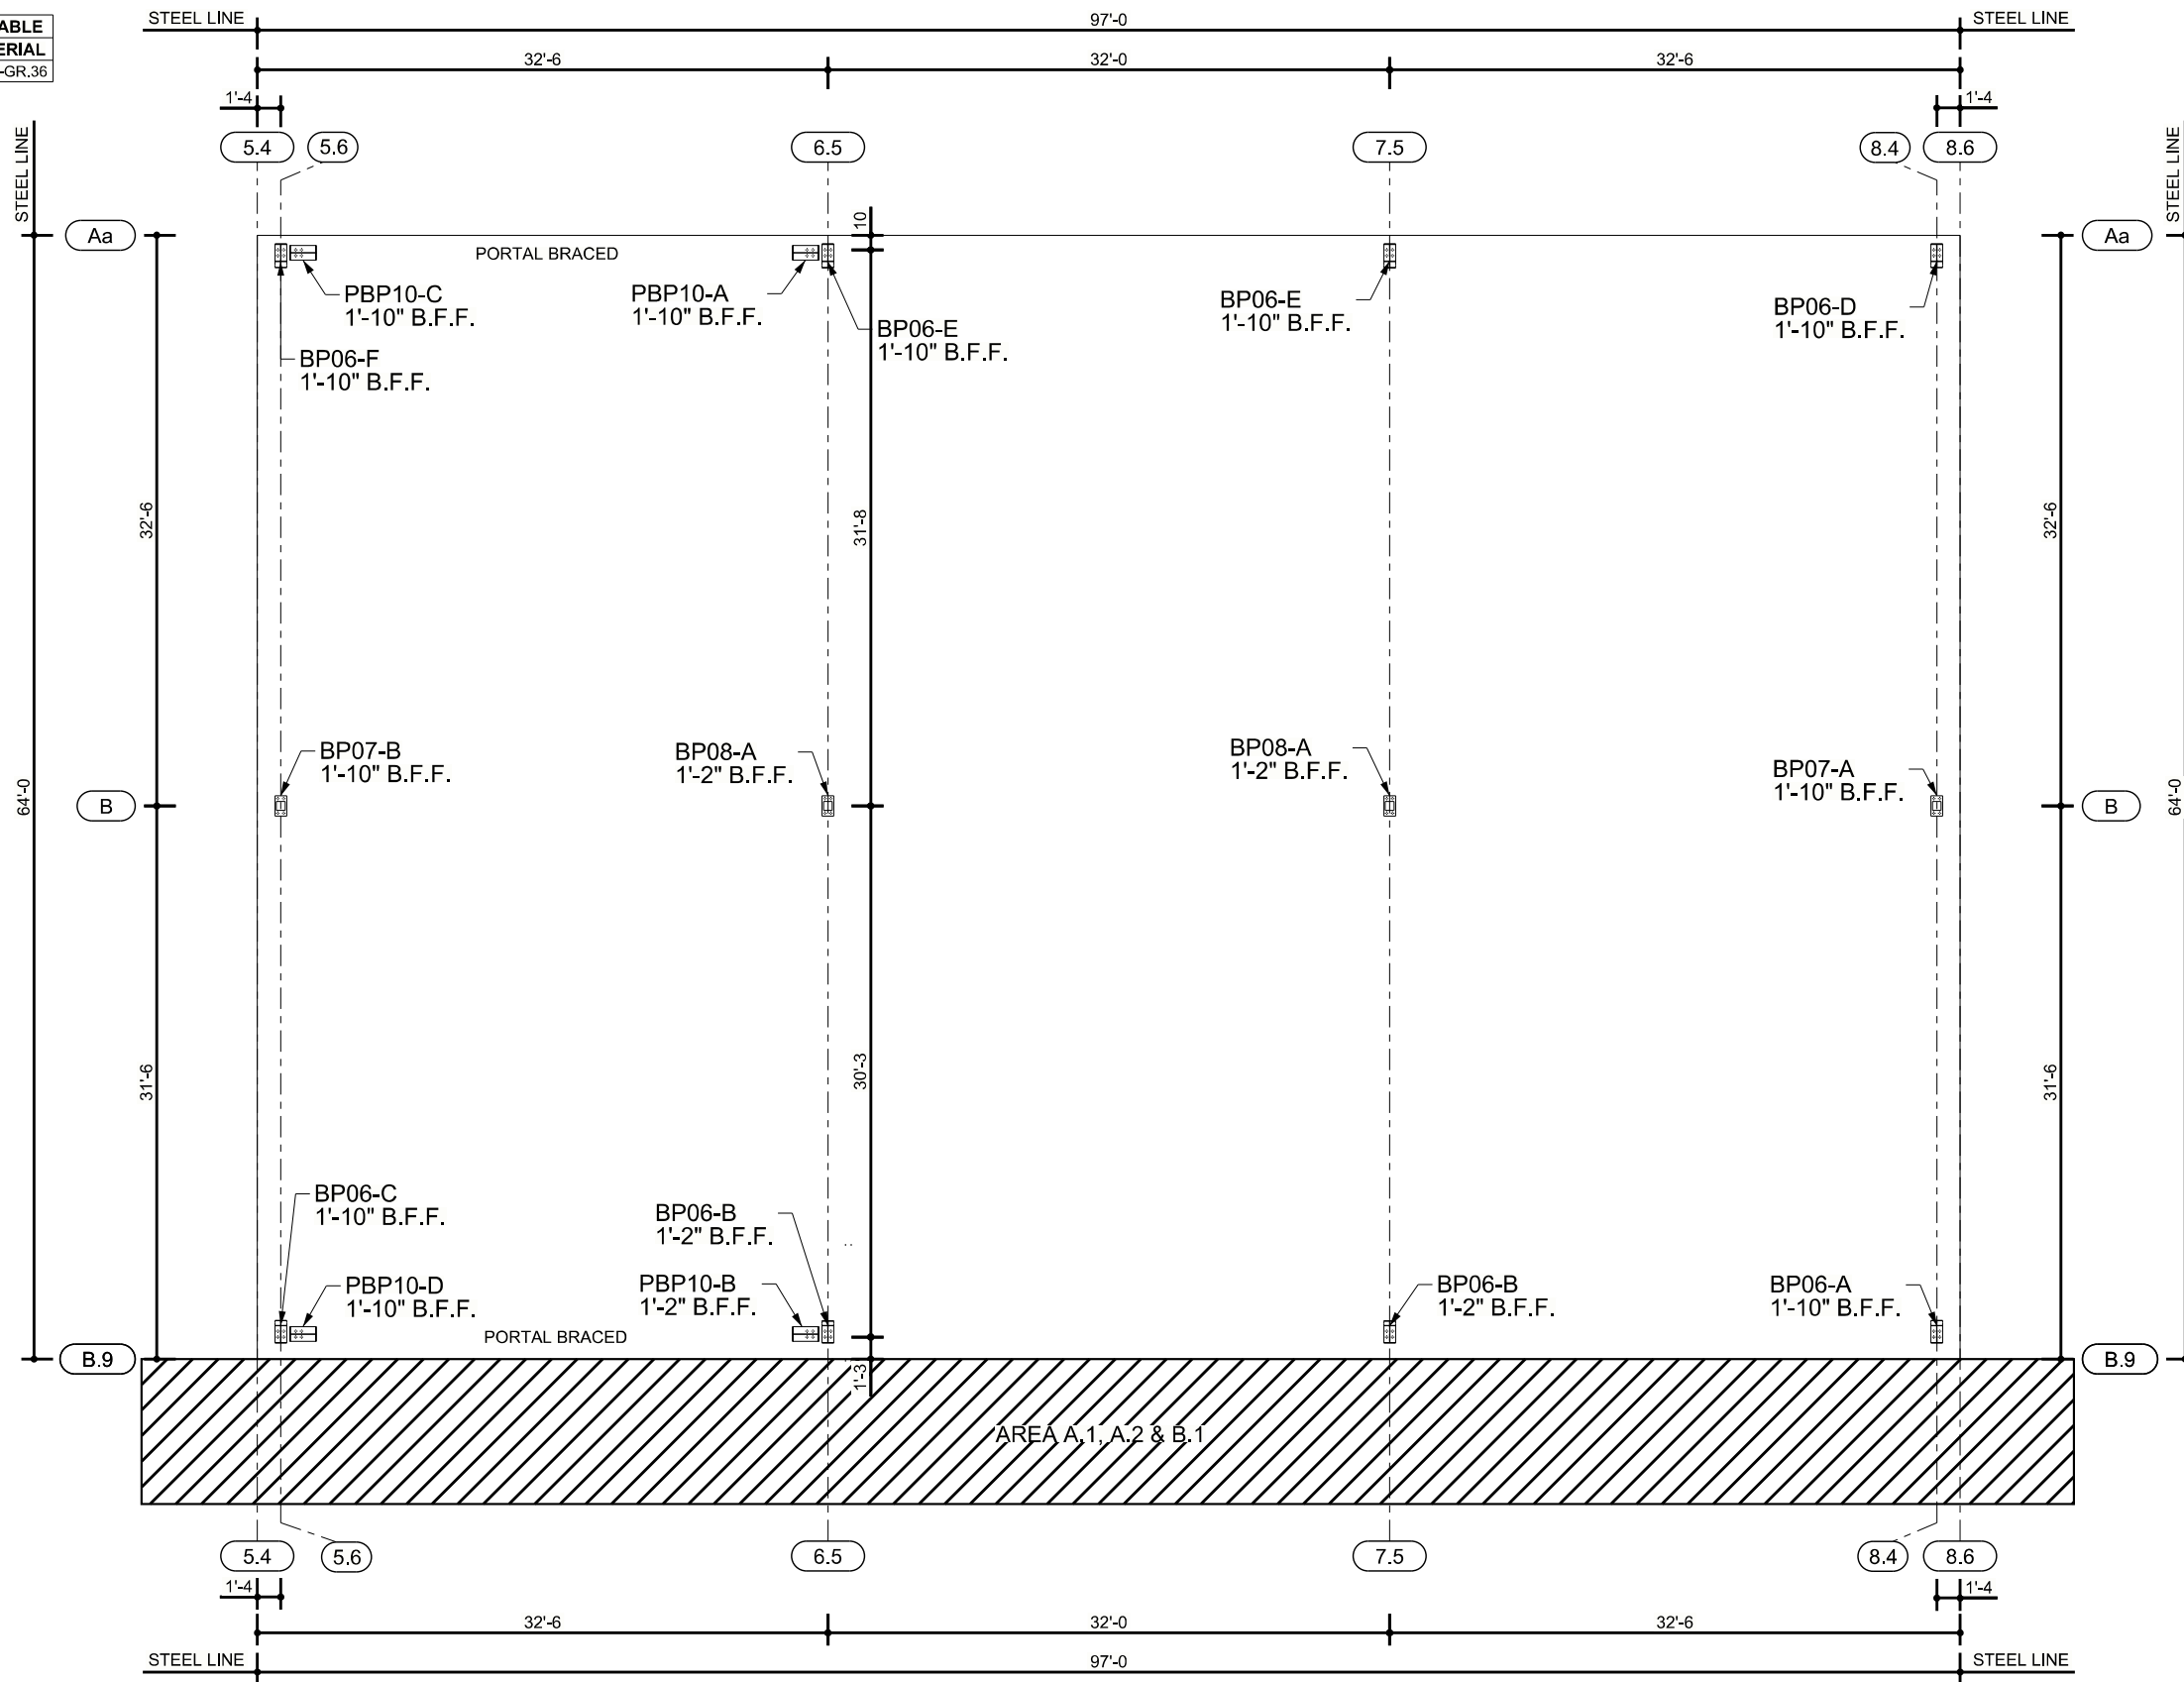 ABLE
ERIAL
-GR.36
STEEL LINE
97'-0
STEEL LINE
32'-6
32'-0
32'-6
1'-4
1'-4
5.4
5.6
6.5
7.5
8.4
8.6
STEEL LINE
STEEL LINE
Aa
Aa
10
PORTAL BRACED
PBP10-C
1'-10" B.F.F.
PBP10-A
1'-10" B.F.F.
BP06-E
1'-10" B.F.F.
BP06-D
1'-10" B.F.F.
BP06-F
1'-10" B.F.F.
BP06-E
1'-10" B.F.F.
32'-6
31'-8
32'-6
BP07-B
1'-10" B.F.F.
BP08-A
1'-2" B.F.F.
BP08-A
1'-2" B.F.F.
BP07-A
1'-10" B.F.F.
64'-0
B
B
64'-0
31'-6
30'-3
31'-6
BP06-C
1'-10" B.F.F.
BP06-B
1'-2" B.F.F.
PBP10-D
1'-10" B.F.F.
PBP10-B
1'-2" B.F.F.
BP06-B
1'-2" B.F.F.
BP06-A
1'-10" B.F.F.
PORTAL BRACED
B.9
B.9
1'-3
AREA A.1, A.2 & B.1
5.4
5.6
6.5
7.5
8.4
8.6
1'-4
1'-4
32'-6
32'-0
32'-6
STEEL LINE
97'-0
STEEL LINE